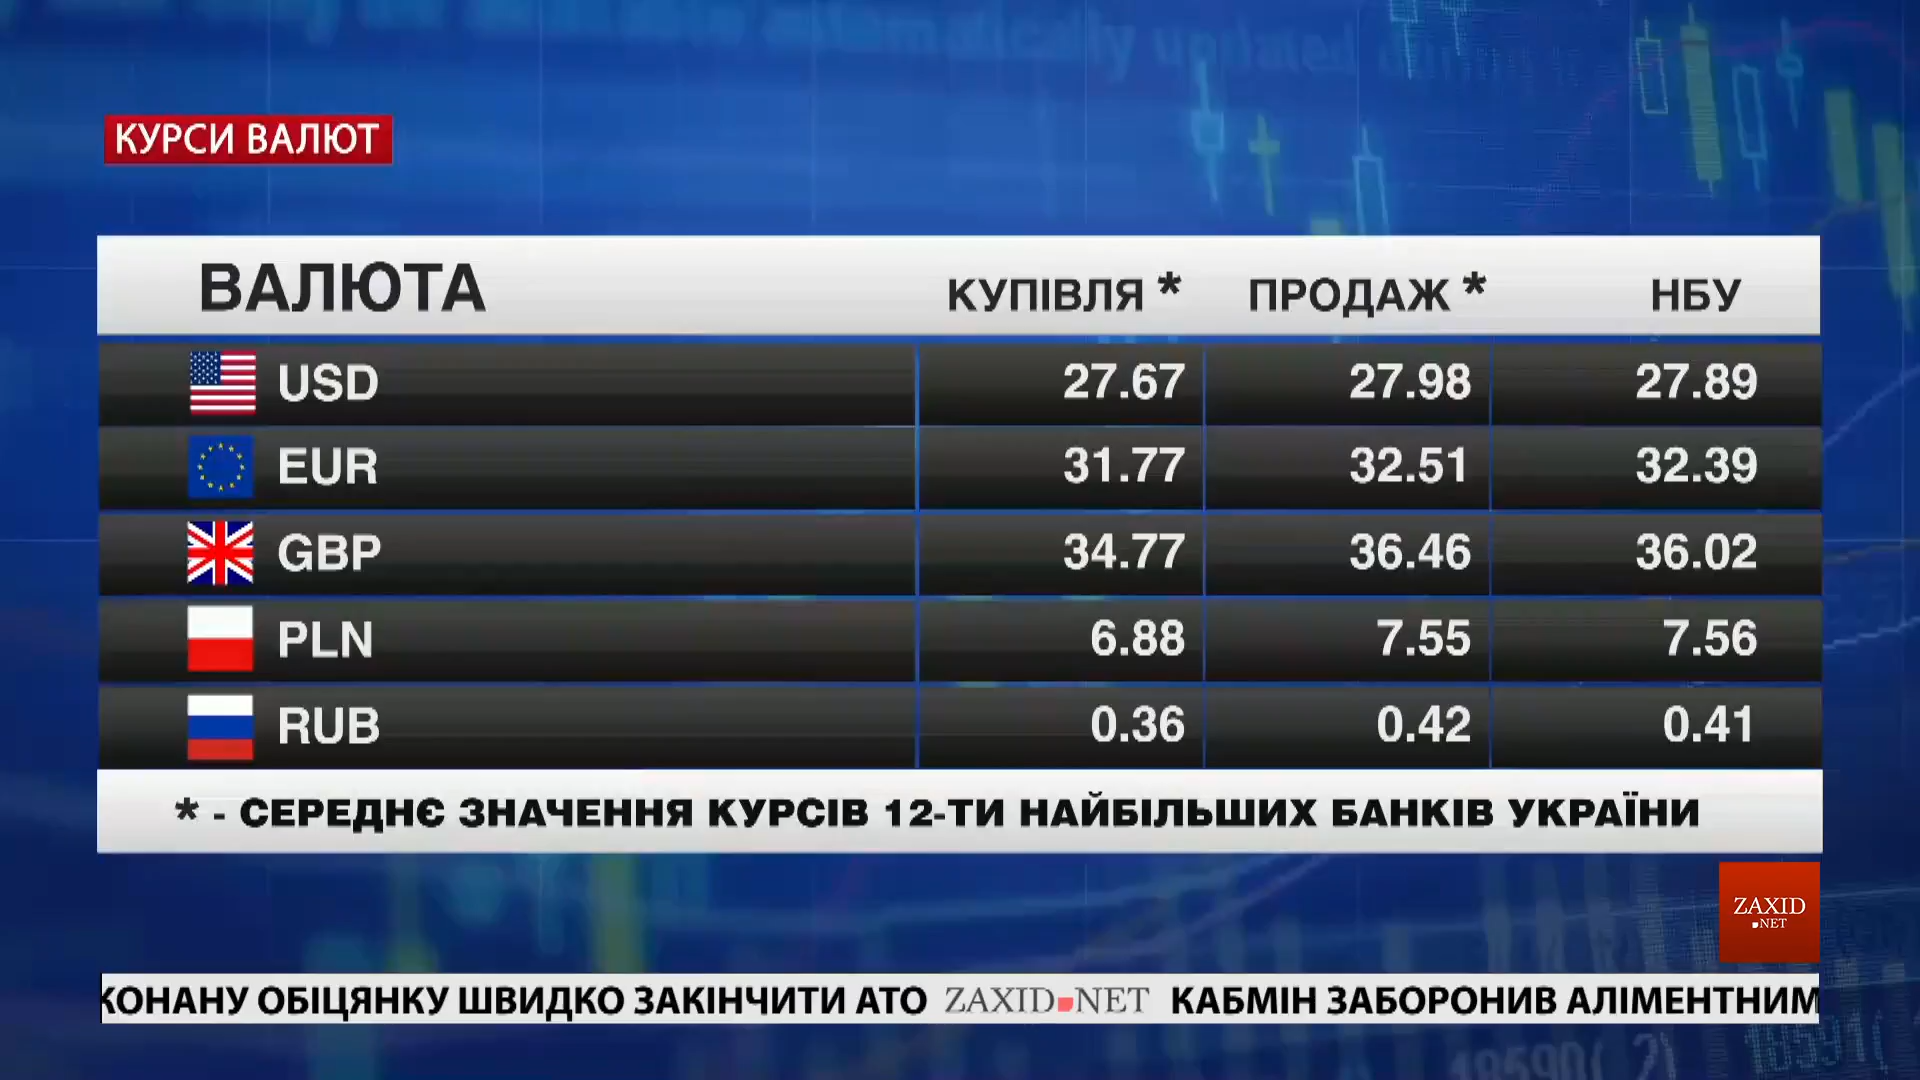 automatically updated during
КУРСИ ВАЛЮТ
ВАЛЮТА КУПІВЛЯ * ПРОДАЖ * НБУ
USD 27.67 27.98 27.89
EUR 31.77 32.51 32.39
GBP 34.77 36.46 36.02
PLN 6.88 7.55 7.56
RUB 0.36 0.42 0.41
* - СЕРЕДНЄ ЗНАЧЕННЯ КУРСІВ 12-ТИ НАЙБІЛЬШИХ БАНКІВ УКРАЇНИ
ZAXID
.NET
КОНАНУ ОБІЦЯНКУ ШВИДКО ЗАКІНЧИТИ АТО ZAXID.NET КАБМІН ЗАБОРОНИВ АЛІМЕНТНИМ